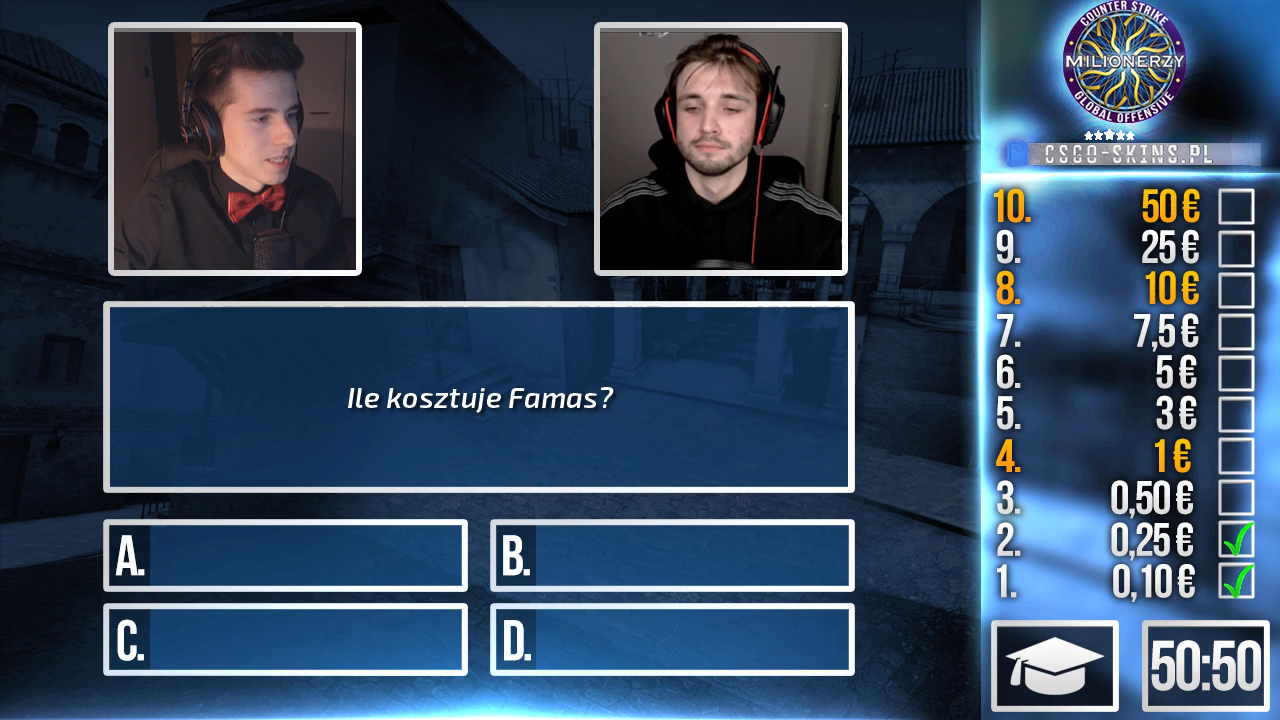 COUNTER STRIKE
MILIONERZY
GLOBAL OFFENSIVE
CSGO-SKINS.PL
Ile kosztuje Famas?
A.
B.
C.
D.
10. 50 €
9. 25 €
8. 10 €
7. 7,5 €
6. 5 €
5. 3 €
4. 1 €
3. 0,50 €
2. 0,25 €
1. 0,10 €
50:50